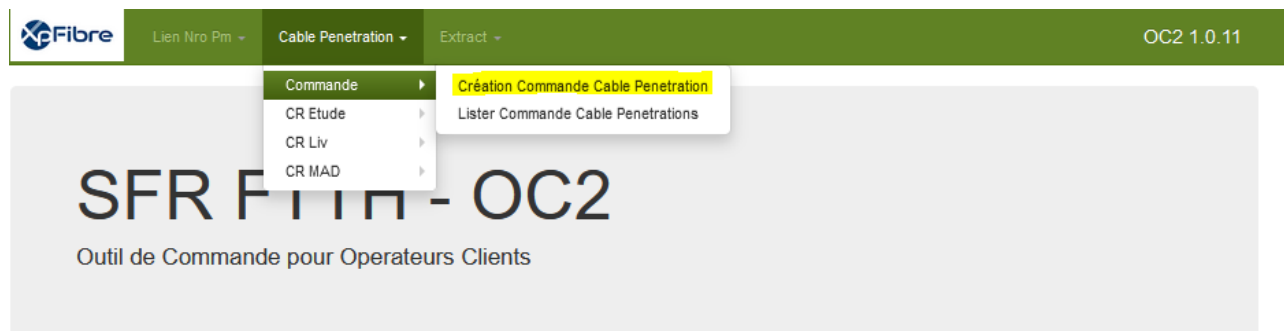 XpFibre Lien Nro Pm Cable Penetration Extract OC2 1.0.11
Commande Création Commande Cable Penetration
CR Etude Lister Commande Cable Penetrations
CR Liv
CR MAD
SFR FTTH - OC2
Outil de Commande pour Operateurs Clients